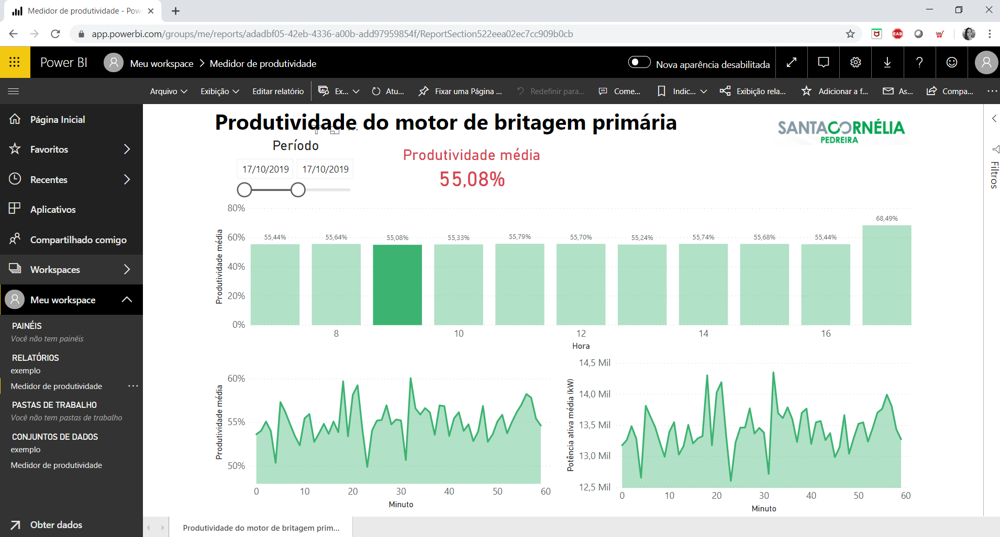 Medidor de produtividade - Pow
app.powerbi.com/groups/me/reports/adadbf05-42eb-4336-a00b-add97959854f/ReportSection522eea02ec7cc909b0cb
EAB
Power BI
Meu workspace > Medidor de produtividade
Nova aparência desabilitada
?
Arquivo
Exibição
Editar relatório
Ex...
Atu...
Fixar uma Página ...
Redefinir para...
Come...
Indic...
Exibição rela...
Adicionar a f...
As...
Compa...
Página Inicial
Favoritos
Recentes
Aplicativos
Compartilhado comigo
Workspaces
Meu workspace
PAINÉIS
Você não tem painéis
RELATÓRIOS
exemplo
Medidor de produtividade
PASTAS DE TRABALHO
Você não tem pastas de trabalho
CONJUNTOS DE DADOS
exemplo
Medidor de produtividade
Obter dados
Produtividade do motor de britagem primária
SANTACORNÉLIA
PEDREIRA
Filtros
Período
17/10/2019 17/10/2019
Produtividade média
55,08%
Produtividade média
80%
60%
40%
20%
0%
55,44% 55,64% 55,08% 55,33% 55,79% 55,70% 55,24% 55,74% 55,68% 55,44% 68,49%
8 10 12 14 16
Hora
Produtividade média
60%
55%
50%
0 10 20 30 40 50 60
Minuto
Potência ativa média (kW)
14,5 Mil
14,0 Mil
13,5 Mil
13,0 Mil
12,5 Mil
0 10 20 30 40 50 60
Minuto
Produtividade do motor de britagem prim...